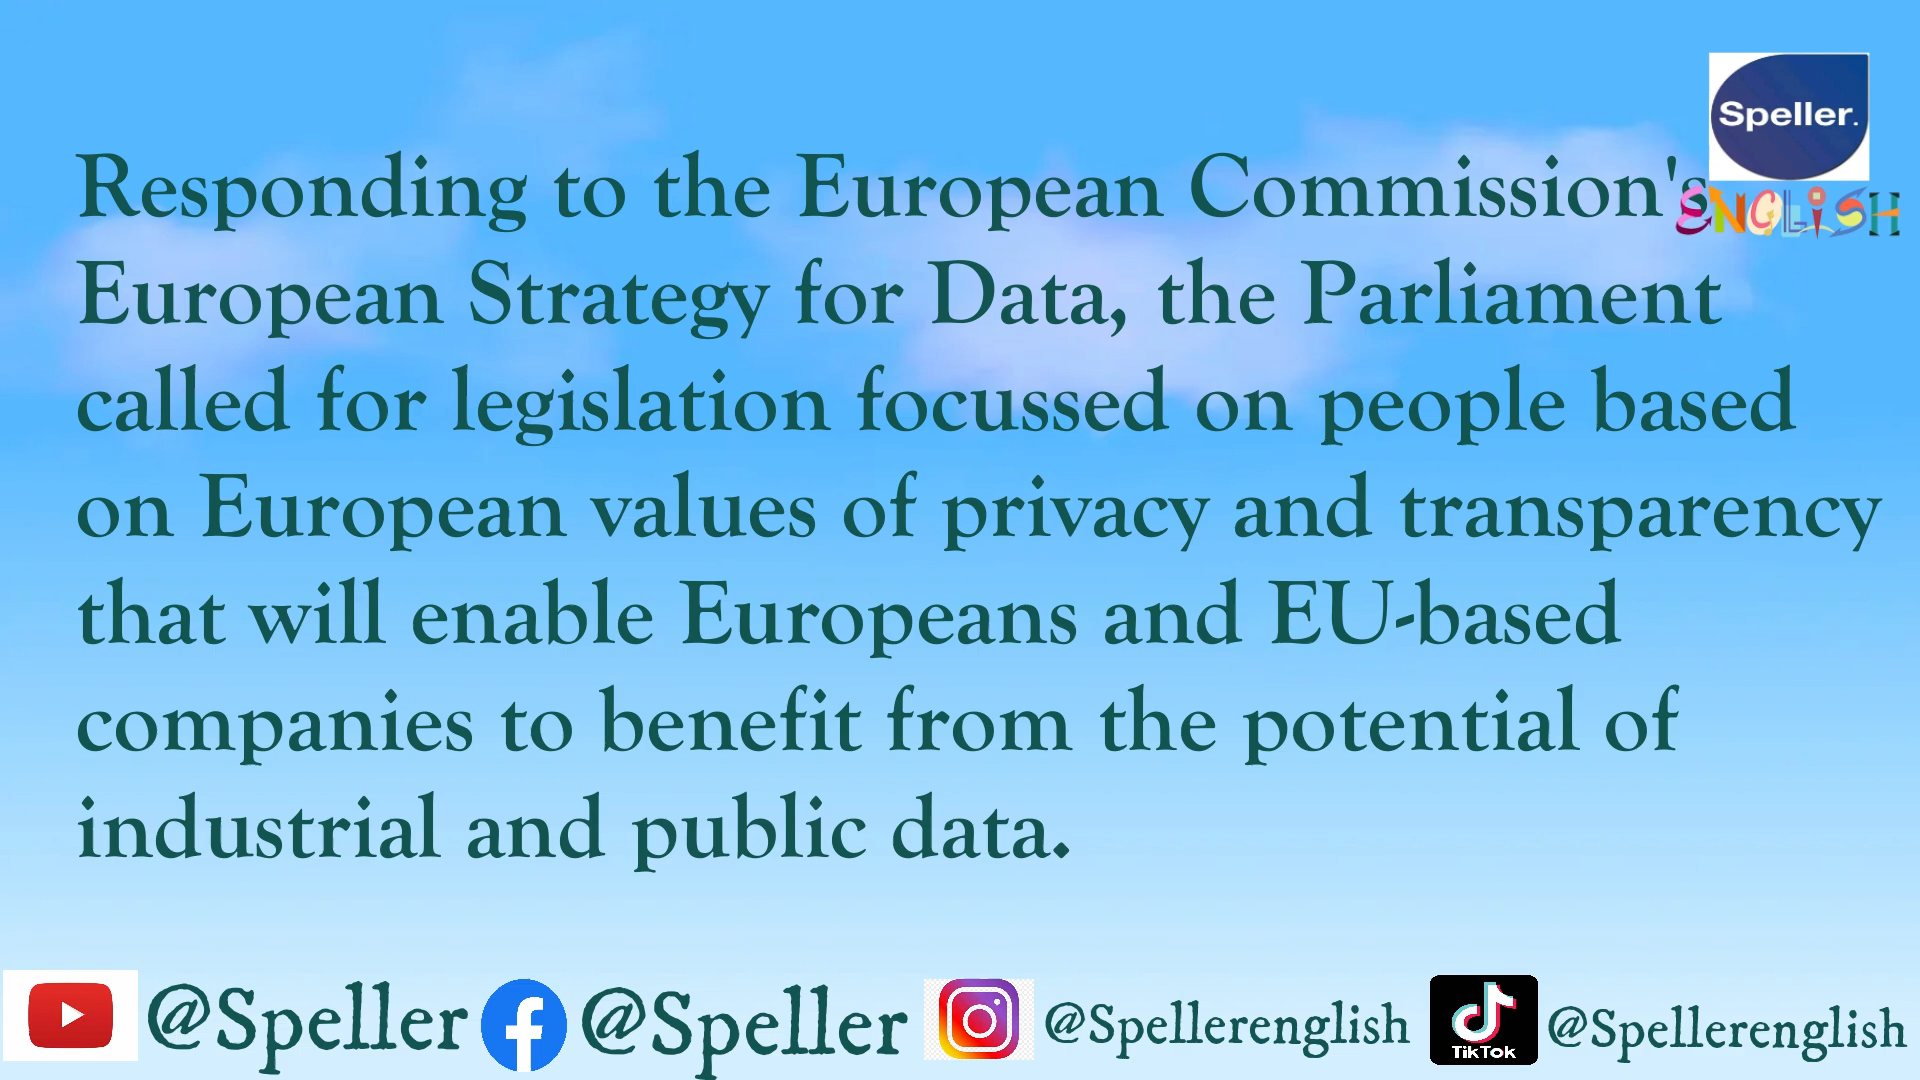 Speller.
ENGLISH
Responding to the European Commission's
European Strategy for Data, the Parliament
called for legislation focussed on people based
on European values of privacy and transparency
that will enable Europeans and EU-based
companies to benefit from the potential of
industrial and public data.
@Speller @Speller @Spellerenglish TikTok @Spellerenglish